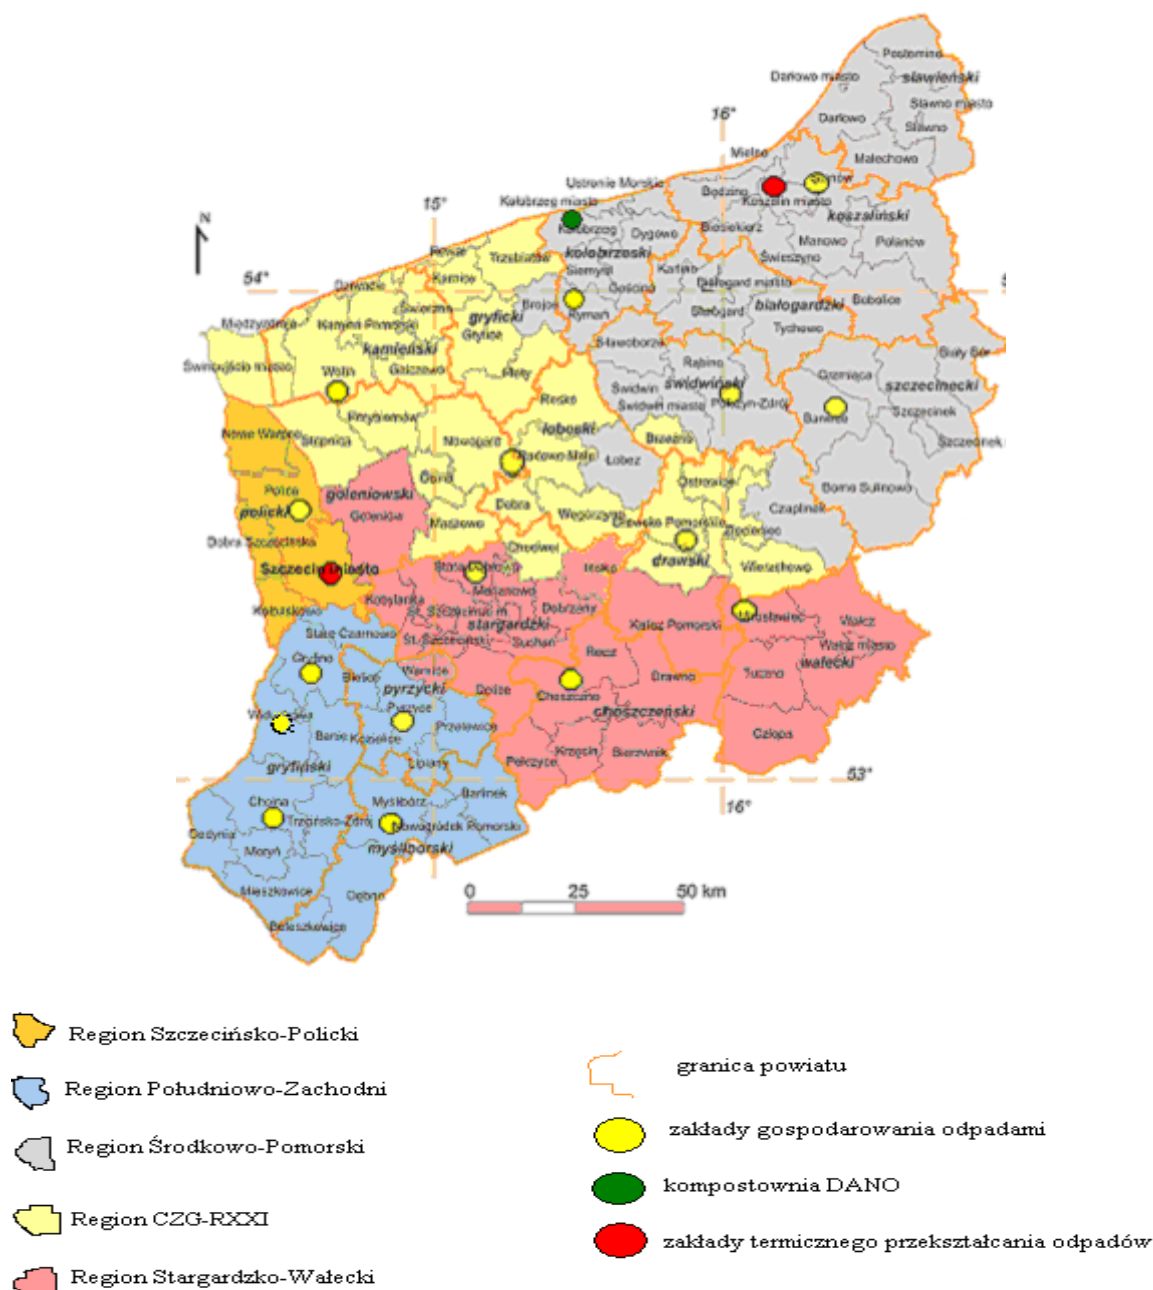 Postomino
Darłowo miasto
sławieński
Sławno miasto
Darłowo
Sławno
16°
Malechowo
Mielno
Ustronie Morskie
Będzino
Kołobrzeg miasto
Koszalin miasto
15°
koszaliński
Kołobrzeg
Dygowo
Biesiekierz
Manowo
Polanów
N
kołobrzeski
Rewal
Trzebiatów
Świeszyno
Siemyśl
Karlino
Karnice
54°
Białogard miasto
Gościno
Dziwnów
Świerzno
Brojce
Rymań
Białogard
białogardzki
Bobolice
Międzyzdroje
Kamień Pomorski
gryficki
Tychowo
Gryfice
kamieński
Sławoborze
Biały Bór
Świnoujście miasto
Wolin
Golczewo
Płoty
Rąbino
Grzmiąca
świdwiński
szczecinecki
Świdwin
Resko
Połczyn-Zdrój
Świdwin miasto
Barwice
Szczecinek
Przybiernów
łobeski
Nowe Warpno
Stepnica
Nowogard
Brzeżno
Szczecinek
Radowo Małe
Łobez
Osina
Ostrowice
Borne Sulinowo
Police
goleniowski
Dobra
Czaplinek
policki
Goleniów
Węgorzyno
Maszewo
Drawsko Pomorskie
Złocieniec
Dobra Szczecińska
Chociwel
drawski
Wierzchowo
Szczecin miasto
Stara Dąbrowa
Ińsko
Marianowo
Kobylanka
Kołbaskowo
St. Szczeciński m.
Dobrzany
Mirosławiec
Wałcz
stargardzki
Kalisz Pomorski
Stare Czarnowo
St. Szczeciński
Suchań
Wałcz miasto
Recz
wałecki
Gryfino
Bielice
Warnice
Tuczno
Drawno
pyrzycki
Dolice
Choszczno
Pyrzyce
choszczeński
Widuchowa
Banie
Kozielice
Przelewice
Człopa
Krzęcin
Bierzwnik
gryfiński
Lipiany
Pełczyce
53°
Chojna
Myślibórz
Barlinek
16°
Trzcińsko-Zdrój
Nowogródek Pomorski
Cedynia
Moryń
myśliborski
Mieszkowice
Dębno
0 25 50 km
Boleszkowice
Region Szczecińsko-Policki
Region Południowo-Zachodni
Region Środkowo-Pomorski
Region CZG-RXXI
Region Stargardzko-Wałecki
granica powiatu
zakłady gospodarowania odpadami
kompostownia DANO
zakłady termicznego przekształcania odpadów